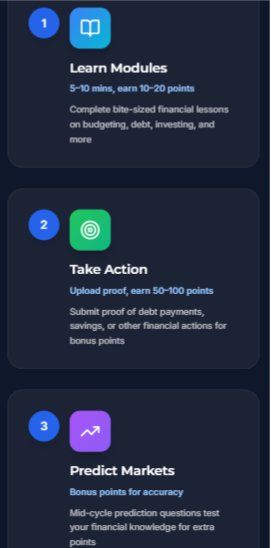 1
Learn Modules
5-10 mins, earn 10-20 points
Complete bite-sized financial lessons
on budgeting, debt, investing, and
more
2
Take Action
Upload proof, earn 50-100 points
Submit proof of debt payments,
savings, or other financial actions for
bonus points
3
Predict Markets
Bonus points for accuracy
Mid-cycle prediction questions test
your financial knowledge for extra
points